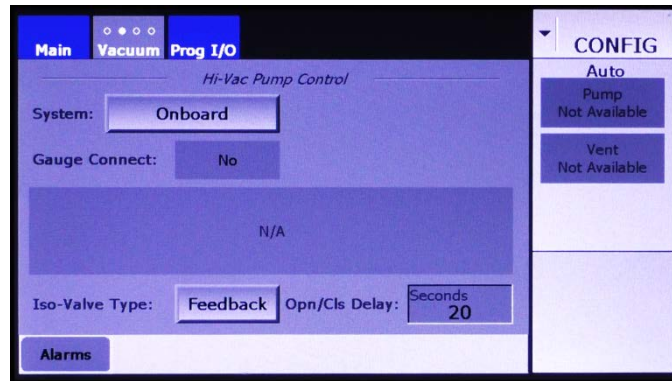 Main
Vacuum
Prog I/O
CONFIG
Hi-Vac Pump Control
Auto
System:
Onboard
Pump
Not Available
Gauge Connect:
No
Vent
Not Available
N/A
Iso-Valve Type:
Feedback
Opn/Cls Delay:
Seconds
20
Alarms